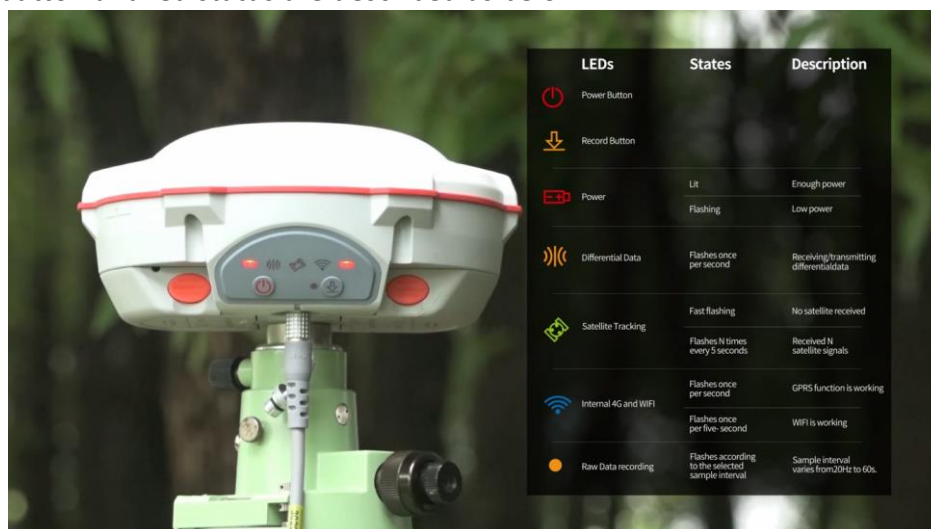 LEDs States Description
Power Button
Record Button
Power Lit Enough power
Flashing Low power
Differential Data Flashes once per second Receiving/transmitting differentialdata
Satellite Tracking Fast flashing No satellite received
Flashes N times every 5 seconds Received N satellite signals
Internal 4G and WIFI Flashes once per second GPRS function is working
Flashes once per five- second WIFI is working
Raw Data recording Flashes according to the selected sample interval Sample interval varies from20Hz to 60s.